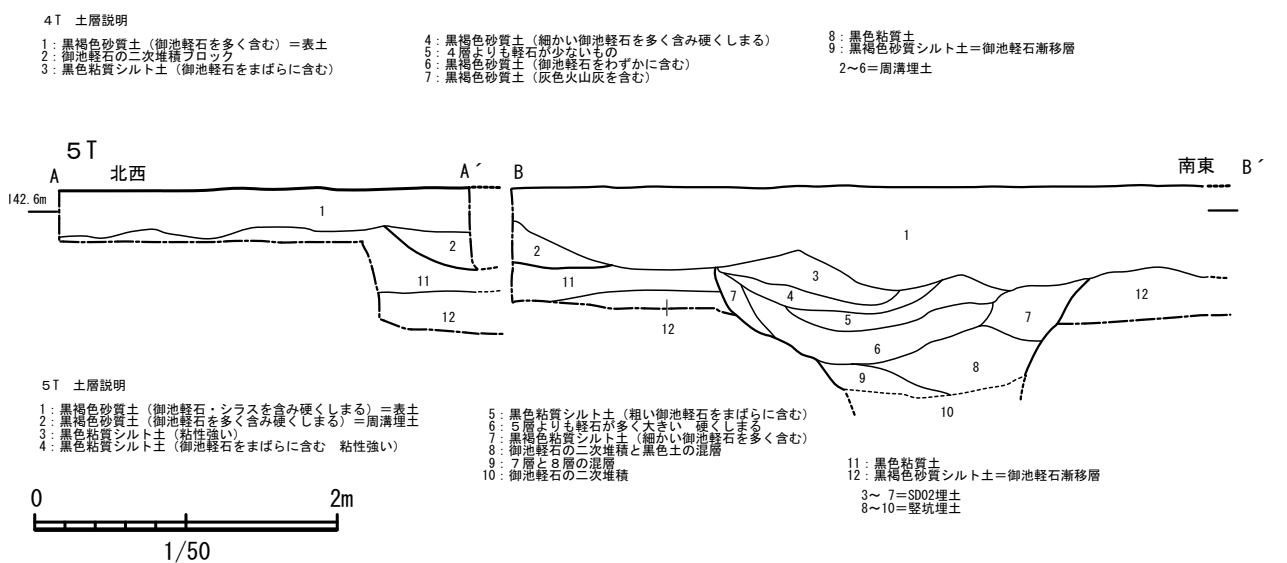 4T 土層説明
1：黒褐色砂質土（御池軽石を多く含む）＝表土
2：御池軽石の二次堆積ブロック
3：黒色粘質シルト土（御池軽石をまばらに含む）
4：黒褐色砂質土（細かい御池軽石を多く含み硬くしまる）
5：４層よりも軽石が少ないもの
6：黒褐色砂質土（御池軽石をわずかに含む）
7：黒褐色砂質土（灰色火山灰を含む）
8：黒色粘質土
9：黒褐色砂質シルト土＝御池軽石漸移層
2～6＝周溝埋土
５T
A 北西 A´ B 南東 B´
142.6m
1
2
11
12
2
11
12
1
3
4
5
6
7
7
8
9
10
12
5T 土層説明
1：黒褐色砂質土（御池軽石・シラスを含み硬くしまる）＝表土
2：黒褐色砂質土（御池軽石を多く含み硬くしまる）＝周溝埋土
3：黒色粘質シルト土（粘性強い）
4：黒色粘質シルト土（御池軽石をまばらに含む 粘性強い）
5：黒色粘質シルト土（粗い御池軽石をまばらに含む）
6：５層よりも軽石が多く大きい 硬くしまる
7：黒褐色粘質シルト土（細かい御池軽石を多く含む）
8：御池軽石の二次堆積と黒色土の混層
9：７層と８層の混層
10：御池軽石の二次堆積
11：黒色粘質土
12：黒褐色砂質シルト土＝御池軽石漸移層
3～ 7＝SD02埋土
8～10＝竪坑埋土
0 2m
1/50